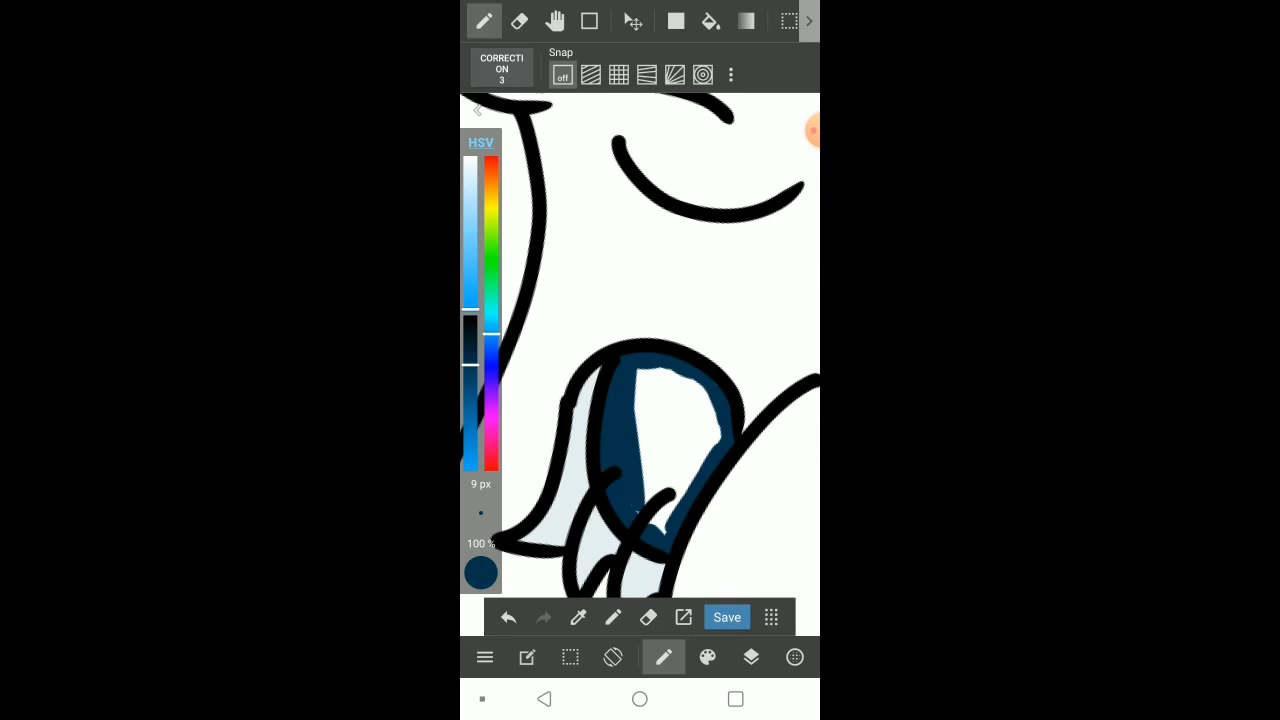 Snap
CORRECTI
ON
3
off
HSV
9 px
100 %
Save